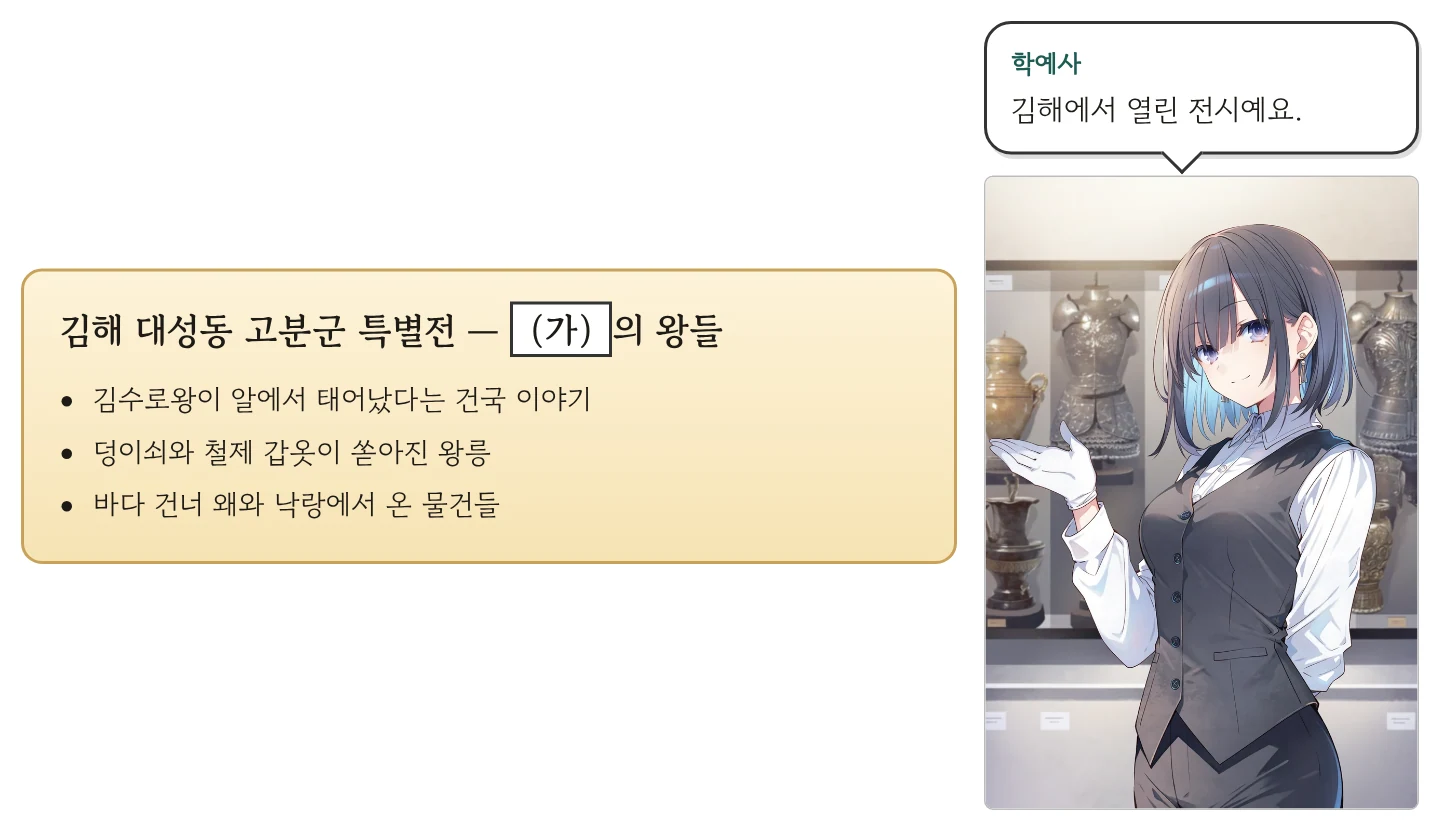 학예사
김해에서 열린 전시예요.
김해 대성동 고분군 특별전 — (가)의 왕들
• 김수로왕이 알에서 태어났다는 건국 이야기
• 덩이쇠와 철제 갑옷이 쏟아진 왕릉
• 바다 건너 왜와 낙랑에서 온 물건들